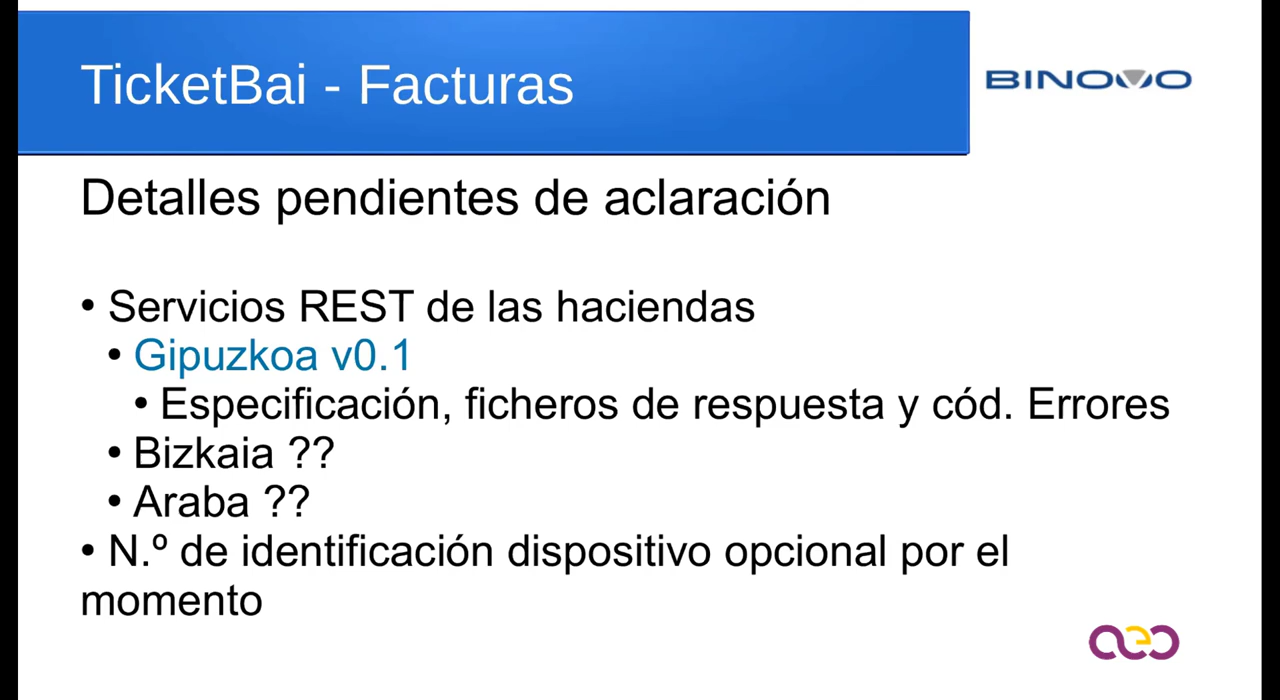 TicketBai - Facturas
BINOVO
Detalles pendientes de aclaración
• Servicios REST de las haciendas
• Gipuzkoa v0.1
• Especificación, ficheros de respuesta y cód. Errores
• Bizkaia ??
• Araba ??
• N.º de identificación dispositivo opcional por el
momento
aeo